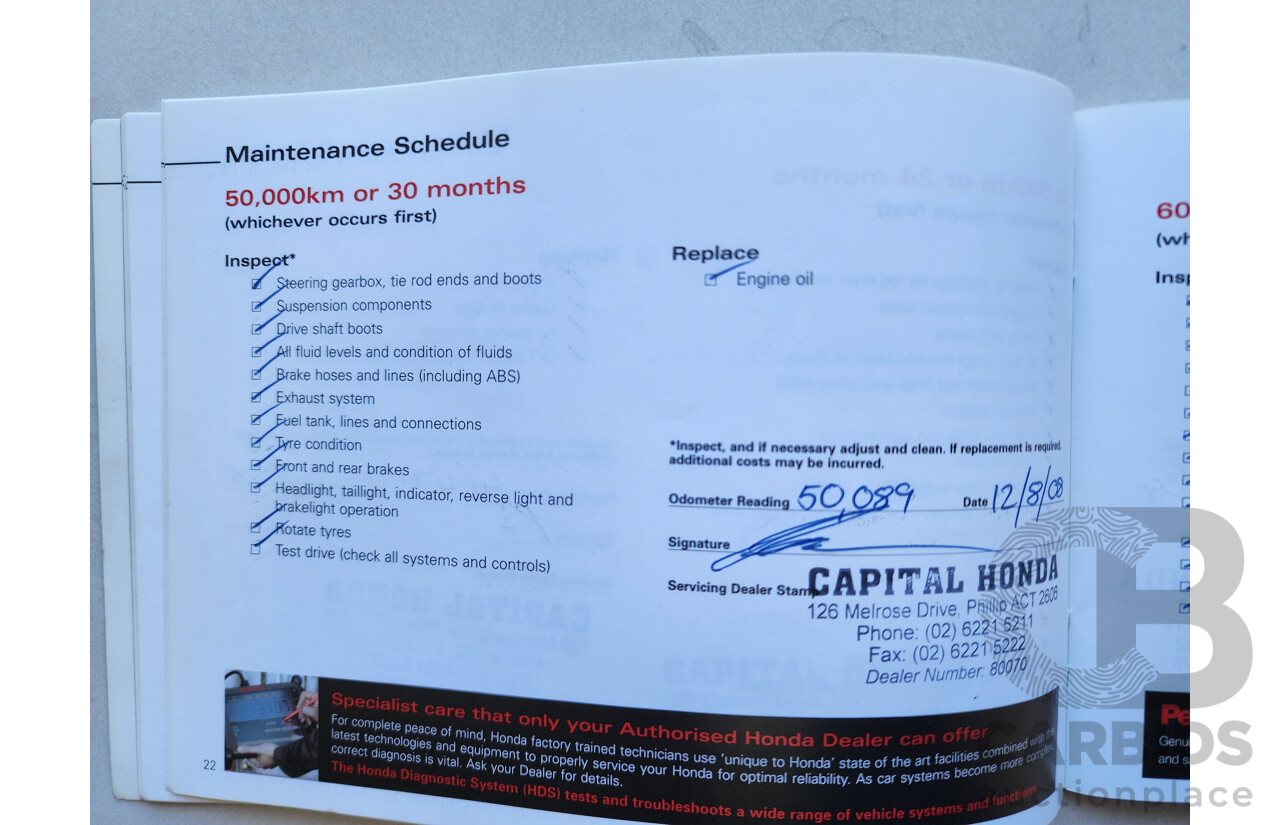 Maintenance Schedule
50,000km or 30 months
(whichever occurs first)
Inspect*
Steering gearbox, tie rod ends and boots
Suspension components
Drive shaft boots
All fluid levels and condition of fluids
Brake hoses and lines (including ABS)
Exhaust system
Fuel tank, lines and connections
Tyre condition
Front and rear brakes
Headlight, taillight, indicator, reverse light and
brakelight operation
Rotate tyres
Test drive (check all systems and controls)
Replace
Engine oil
*Inspect, and if necessary adjust and clean. If replacement is required,
additional costs may be incurred.
Odometer Reading 50,089 Date 12/8/08
Signature
Servicing Dealer Stamp
CAPITAL HONDA
126 Melrose Drive, Phillip ACT 2606
Phone: (02) 6221 5211
Fax: (02) 6221 5222
Dealer Number: 80070
Specialist care that only your Authorised Honda Dealer can offer
For complete peace of mind, Honda factory trained technicians use 'unique to Honda' state of the art facilities combined with the
latest technologies and equipment to properly service your Honda for optimal reliability. As car systems become more complex,
correct diagnosis is vital. Ask your Dealer for details.
The Honda Diagnostic System (HDS) tests and troubleshoots a wide range of vehicle systems and functions
22
60
(wh
Insp
Pe
Genu
and s
CARBIDS
auctionplace